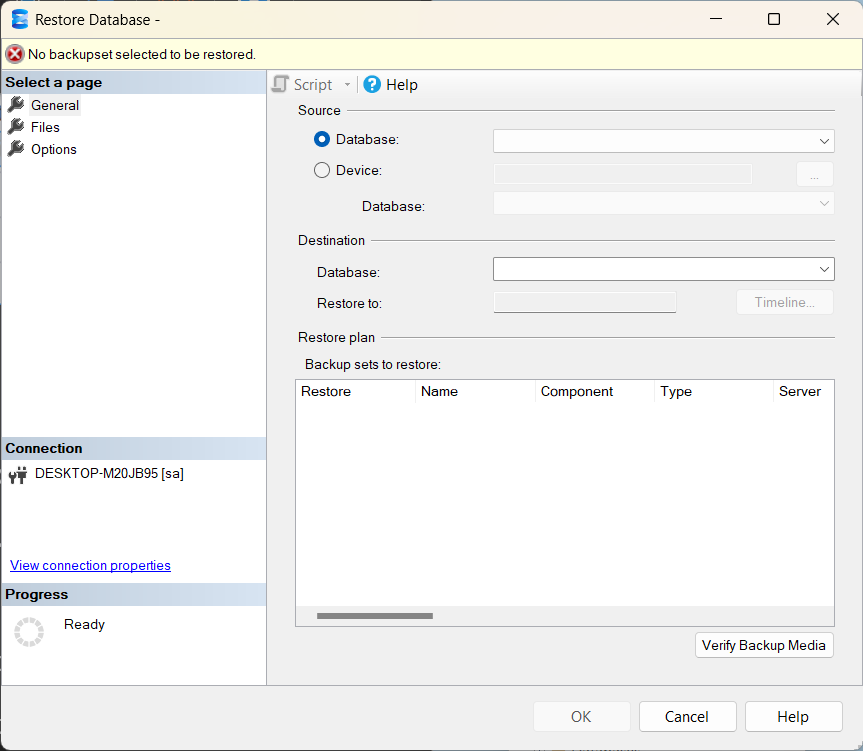 Restore Database -
No backupset selected to be restored.
Select a page
General
Files
Options
Script
Help
Source
Database:
Device:
...
Database:
Destination
Database:
Restore to:
Timeline...
Restore plan
Backup sets to restore:
Restore Name Component Type Server
Connection
DESKTOP-M20JB95 [sa]
View connection properties
Progress
Ready
Verify Backup Media
OK Cancel Help